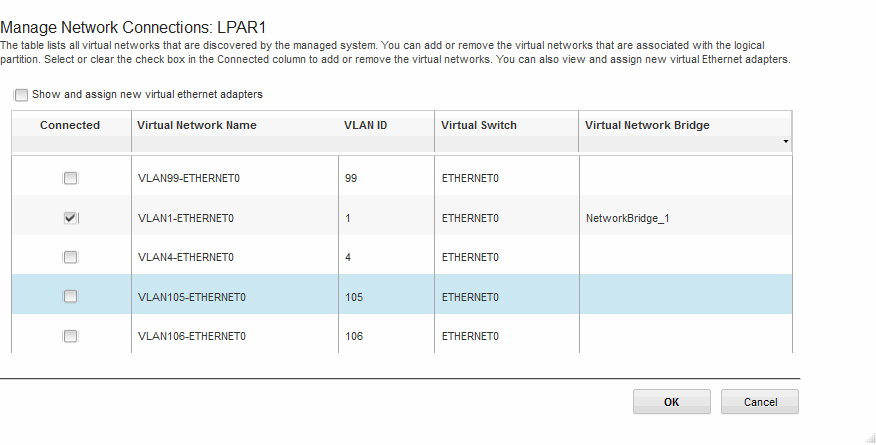 Manage Network Connections: LPAR1
The table lists all virtual networks that are discovered by the managed system. You can add or remove the virtual networks that are associated with the logical
partition. Select or clear the check box in the Connected column to add or remove the virtual networks. You can also view and assign new virtual Ethernet adapters.
Show and assign new virtual ethernet adapters
Connected Virtual Network Name VLAN ID Virtual Switch Virtual Network Bridge
VLAN99-ETHERNET0 99 ETHERNET0
VLAN1-ETHERNET0 1 ETHERNET0 NetworkBridge_1
VLAN4-ETHERNET0 4 ETHERNET0
VLAN105-ETHERNET0 105 ETHERNET0
VLAN106-ETHERNET0 106 ETHERNET0
OK Cancel